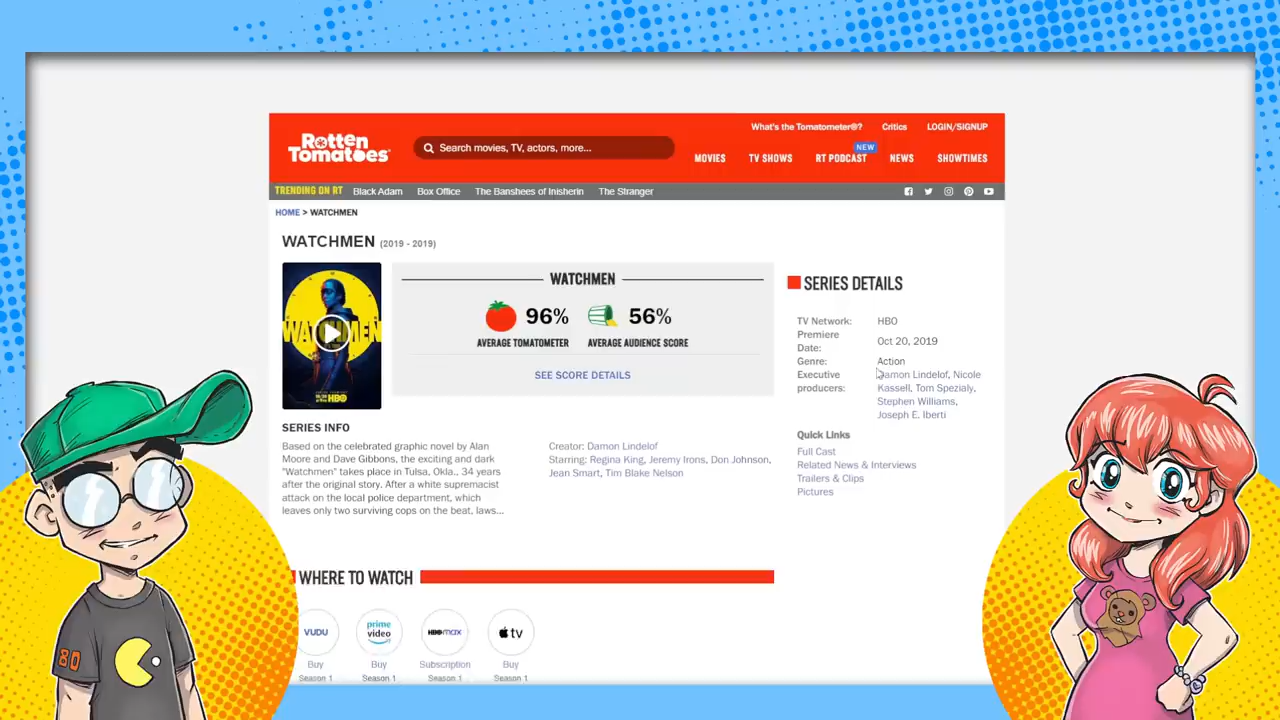 Rotten
Tomatoes
Search movies, TV, actors, more...
What's the Tomatometer®?
Critics
LOGIN/SIGNUP
MOVIES
TV SHOWS
RT PODCAST
NEW
NEWS
SHOWTIMES
TRENDING ON RT
Black Adam
Box Office
The Banshees of Inisherin
The Stranger
HOME > WATCHMEN
WATCHMEN (2019 - 2019)
WATCHMEN
HBO
WATCHMEN
96%
56%
AVERAGE TOMATOMETER
AVERAGE AUDIENCE SCORE
SEE SCORE DETAILS
SERIES INFO
Based on the celebrated graphic novel by Alan
Moore and Dave Gibbons, the exciting and dark
"Watchmen" takes place in Tulsa, Okla., 34 years
after the original story. After a white supremacist
attack on the local police department, which
leaves only two surviving cops on the beat, laws...
Creator: Damon Lindelof
Starring: Regina King, Jeremy Irons, Don Johnson,
Jean Smart, Tim Blake Nelson
SERIES DETAILS
TV Network: HBO
Premiere
Date: Oct 20, 2019
Genre: Action
Executive
producers:
Damon Lindelof, Nicole
Kassell, Tom Spezialy,
Stephen Williams,
Joseph E. Iberti
Quick Links
Full Cast
Related News & Interviews
Trailers & Clips
Pictures
WHERE TO WATCH
VUDU
Buy
Season 1
prime
video
Buy
Season 1
HBOmax
Subscription
Season 1
tv
Buy
Season 1
80